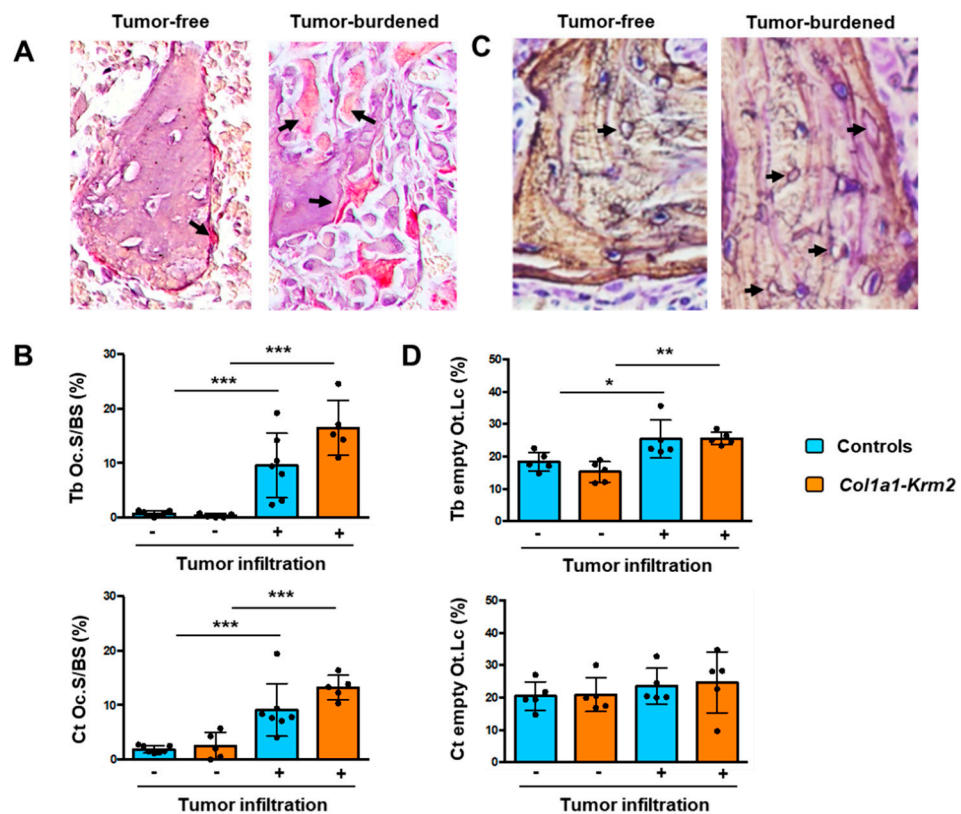 Tumor-free
Tumor-burdened
Tumor-free
Tumor-burdened
A
C
B
Tb Oc.S/BS (%)
30
20
10
0
***
***
-
-
+
+
Tumor infiltration
Ct Oc.S/BS (%)
30
20
10
0
***
***
-
-
+
+
Tumor infiltration
D
Tb empty Ot.Lc (%)
50
40
30
20
10
0
*
**
-
-
+
+
Tumor infiltration
Ct empty Ot.Lc (%)
50
40
30
20
10
0
-
-
+
+
Tumor infiltration
Controls
Col1a1-Krm2